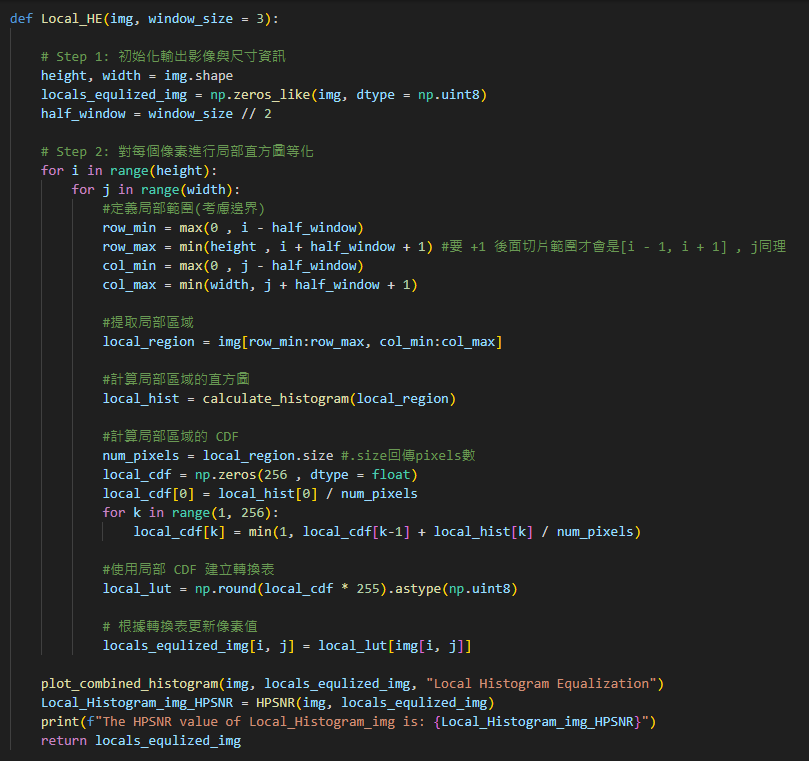 def Local_HE(img, window_size = 3):
# Step 1: 初始化輸出影像與尺寸資訊
height, width = img.shape
locals_equlized_img = np.zeros_like(img, dtype = np.uint8)
half_window = window_size // 2
# Step 2: 對每個像素進行局部直方圖等化
for i in range(height):
for j in range(width):
#定義局部範圍(考慮邊界)
row_min = max(0 , i - half_window)
row_max = min(height , i + half_window + 1) #要 +1 後面切片範圍才會是[i - 1, i + 1] , j同理
col_min = max(0 , j - half_window)
col_max = min(width, j + half_window + 1)
#提取局部區域
local_region = img[row_min:row_max, col_min:col_max]
#計算局部區域的直方圖
local_hist = calculate_histogram(local_region)
#計算局部區域的 CDF
num_pixels = local_region.size #.size回傳pixels數
local_cdf = np.zeros(256 , dtype = float)
local_cdf[0] = local_hist[0] / num_pixels
for k in range(1, 256):
local_cdf[k] = min(1, local_cdf[k-1] + local_hist[k] / num_pixels)
#使用局部 CDF 建立轉換表
local_lut = np.round(local_cdf * 255).astype(np.uint8)
# 根據轉換表更新像素值
locals_equlized_img[i, j] = local_lut[img[i, j]]
plot_combined_histogram(img, locals_equlized_img, "Local Histogram Equalization")
Local_Histogram_img_HPSNR = HPSNR(img, locals_equlized_img)
print(f"The HPSNR value of Local_Histogram_img is: {Local_Histogram_img_HPSNR}")
return locals_equlized_img